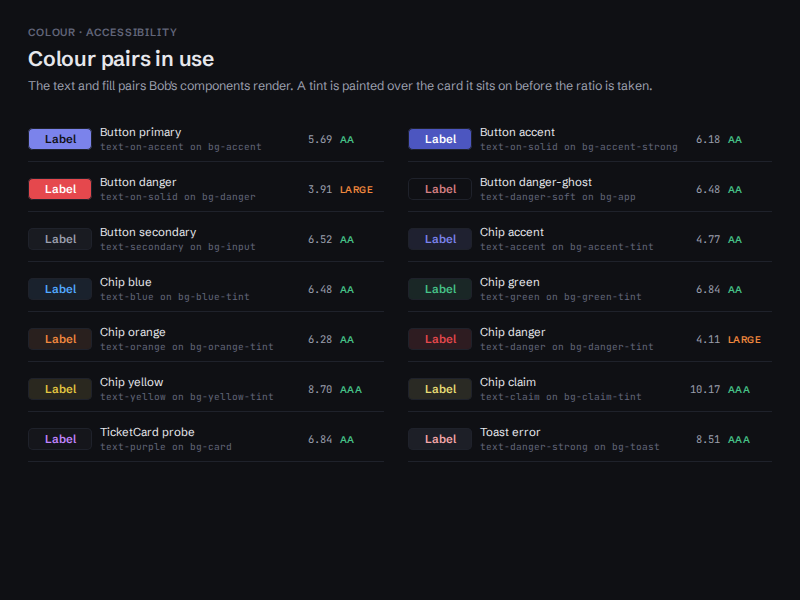 COLOUR · ACCESSIBILITY
Colour pairs in use
The text and fill pairs Bob's components render. A tint is painted over the card it sits on before the ratio is taken.
Label Button primary 5.69 AA
text-on-accent on bg-accent
Label Button accent 6.18 AA
text-on-solid on bg-accent-strong
Label Button danger 3.91 LARGE
text-on-solid on bg-danger
Label Button danger-ghost 6.48 AA
text-danger-soft on bg-app
Label Button secondary 6.52 AA
text-secondary on bg-input
Label Chip accent 4.77 AA
text-accent on bg-accent-tint
Label Chip blue 6.48 AA
text-blue on bg-blue-tint
Label Chip green 6.84 AA
text-green on bg-green-tint
Label Chip orange 6.28 AA
text-orange on bg-orange-tint
Label Chip danger 4.11 LARGE
text-danger on bg-danger-tint
Label Chip yellow 8.70 AAA
text-yellow on bg-yellow-tint
Label Chip claim 10.17 AAA
text-claim on bg-claim-tint
Label TicketCard probe 6.84 AA
text-purple on bg-card
Label Toast error 8.51 AAA
text-danger-strong on bg-toast